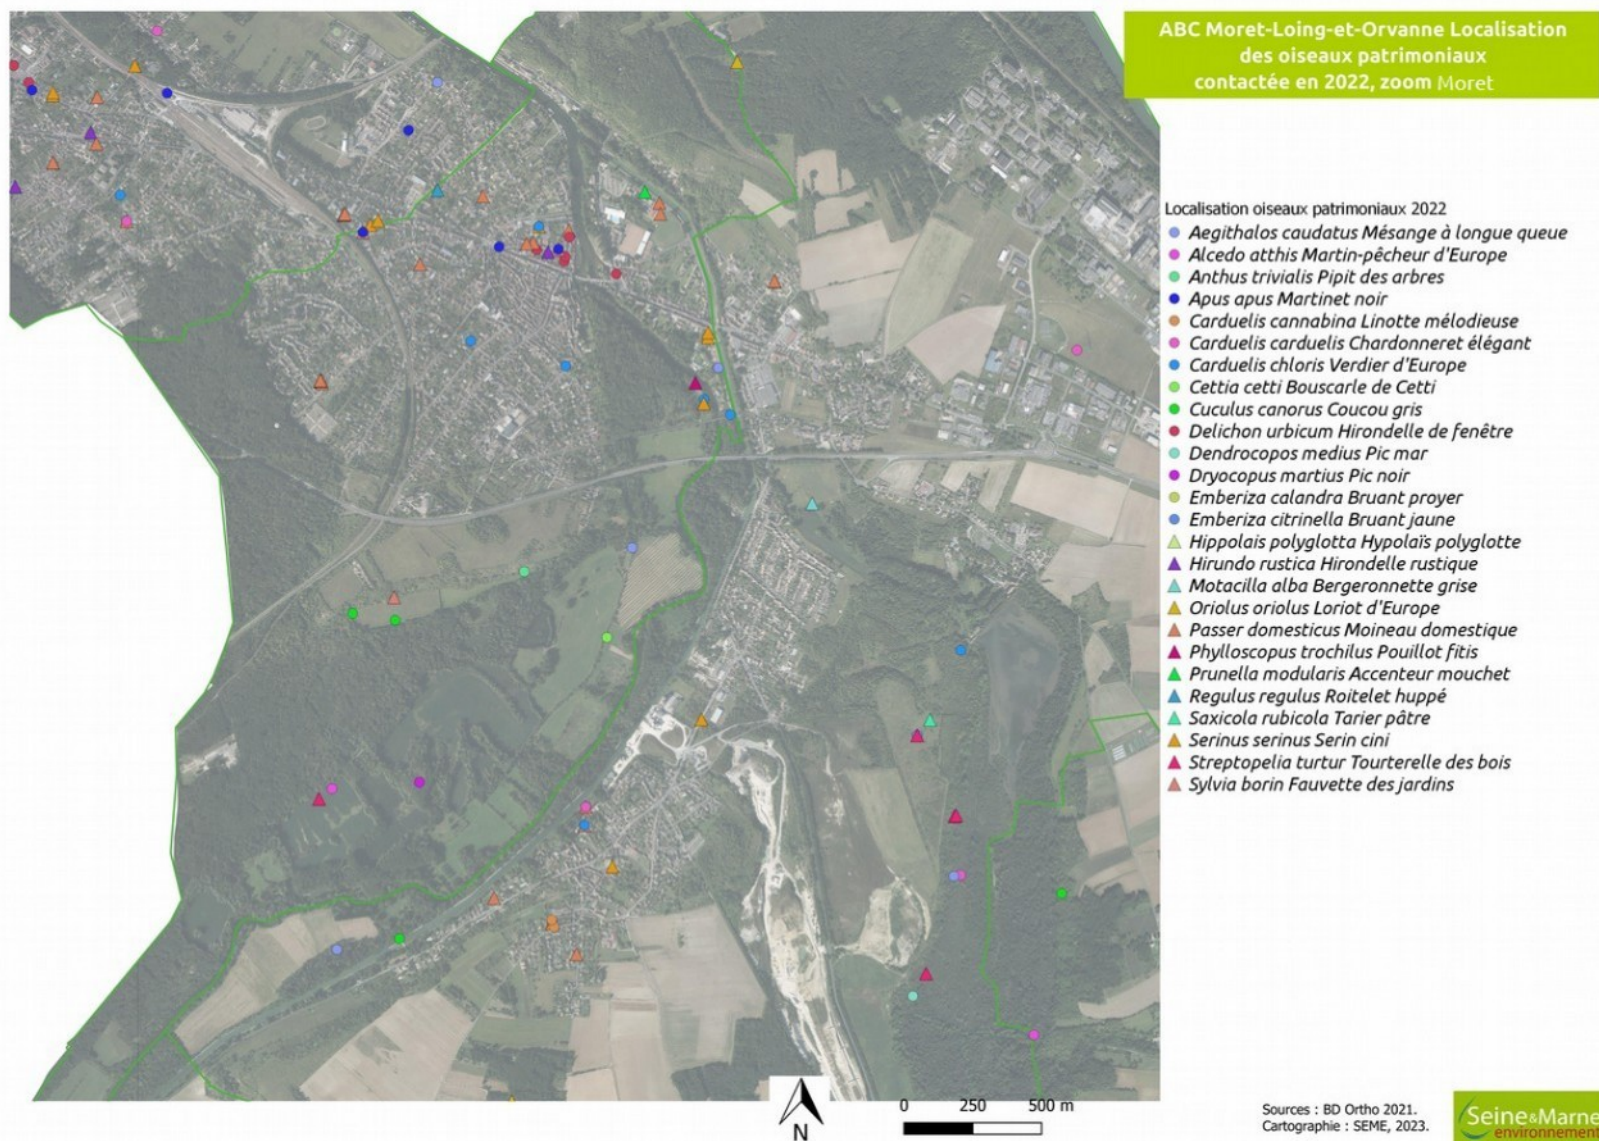 ABC Moret-Loing-et-Orvanne Localisation
des oiseaux patrimoniaux
contactée en 2022, zoom Moret
Localisation oiseaux patrimoniaux 2022
Aegithalos caudatus Mésange à longue queue
Alcedo atthis Martin-pêcheur d'Europe
Anthus trivialis Pipit des arbres
Apus apus Martinet noir
Carduelis cannabina Linotte mélodieuse
Carduelis carduelis Chardonneret élégant
Carduelis chloris Verdier d'Europe
Cettia cetti Bouscarle de Cetti
Cuculus canorus Coucou gris
Delichon urbicum Hirondelle de fenêtre
Dendrocopos medius Pic mar
Dryocopus martius Pic noir
Emberiza calandra Bruant proyer
Emberiza citrinella Bruant jaune
Hippolais polyglotta Hypolaïs polyglotte
Hirundo rustica Hirondelle rustique
Motacilla alba Bergeronnette grise
Oriolus oriolus Loriot d'Europe
Passer domesticus Moineau domestique
Phylloscopus trochilus Pouillot fitis
Prunella modularis Accenteur mouchet
Regulus regulus Roitelet huppé
Saxicola rubicola Tarier pâtre
Serinus serinus Serin cini
Streptopelia turtur Tourterelle des bois
Sylvia borin Fauvette des jardins
N
0 250 500 m
Sources : BD Ortho 2021.
Cartographie : SEME, 2023.
Seine&Marne
environnement